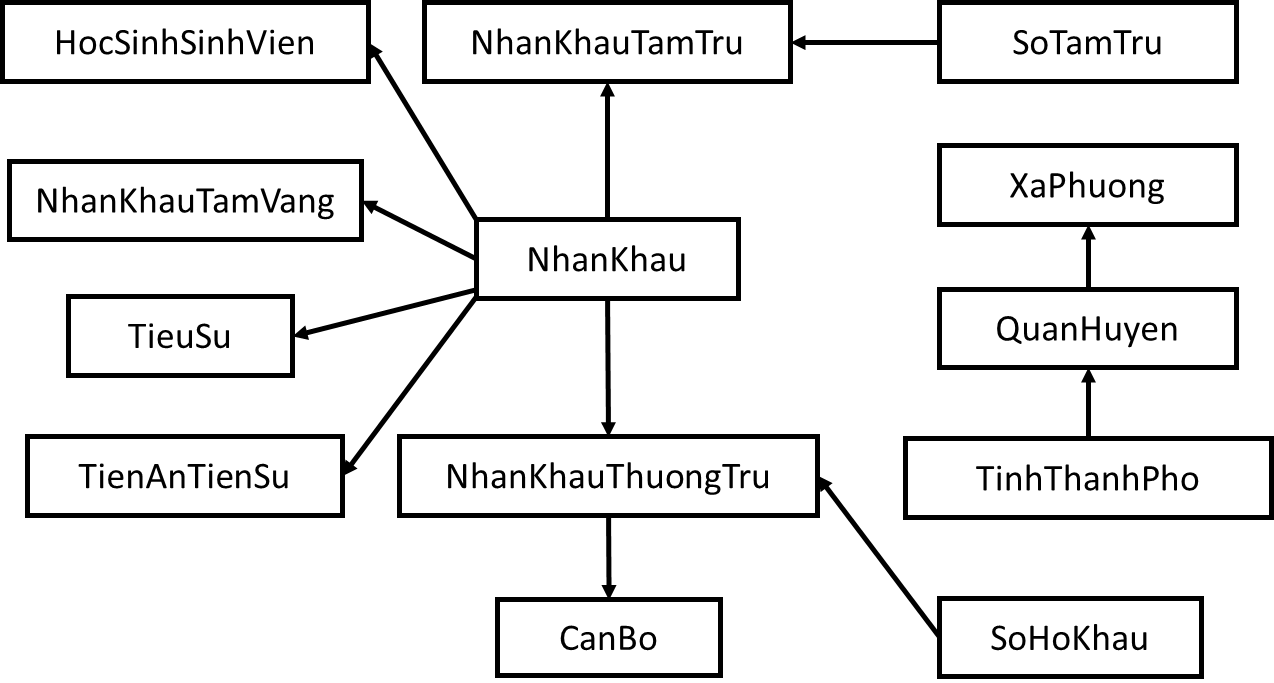 HocSinhSinhVien
NhanKhauTamTru
SoTamTru
NhanKhauTamVang
XaPhuong
NhanKhau
TieuSu
QuanHuyen
TienAnTienSu
NhanKhauThuongTru
TinhThanhPho
CanBo
SoHoKhau